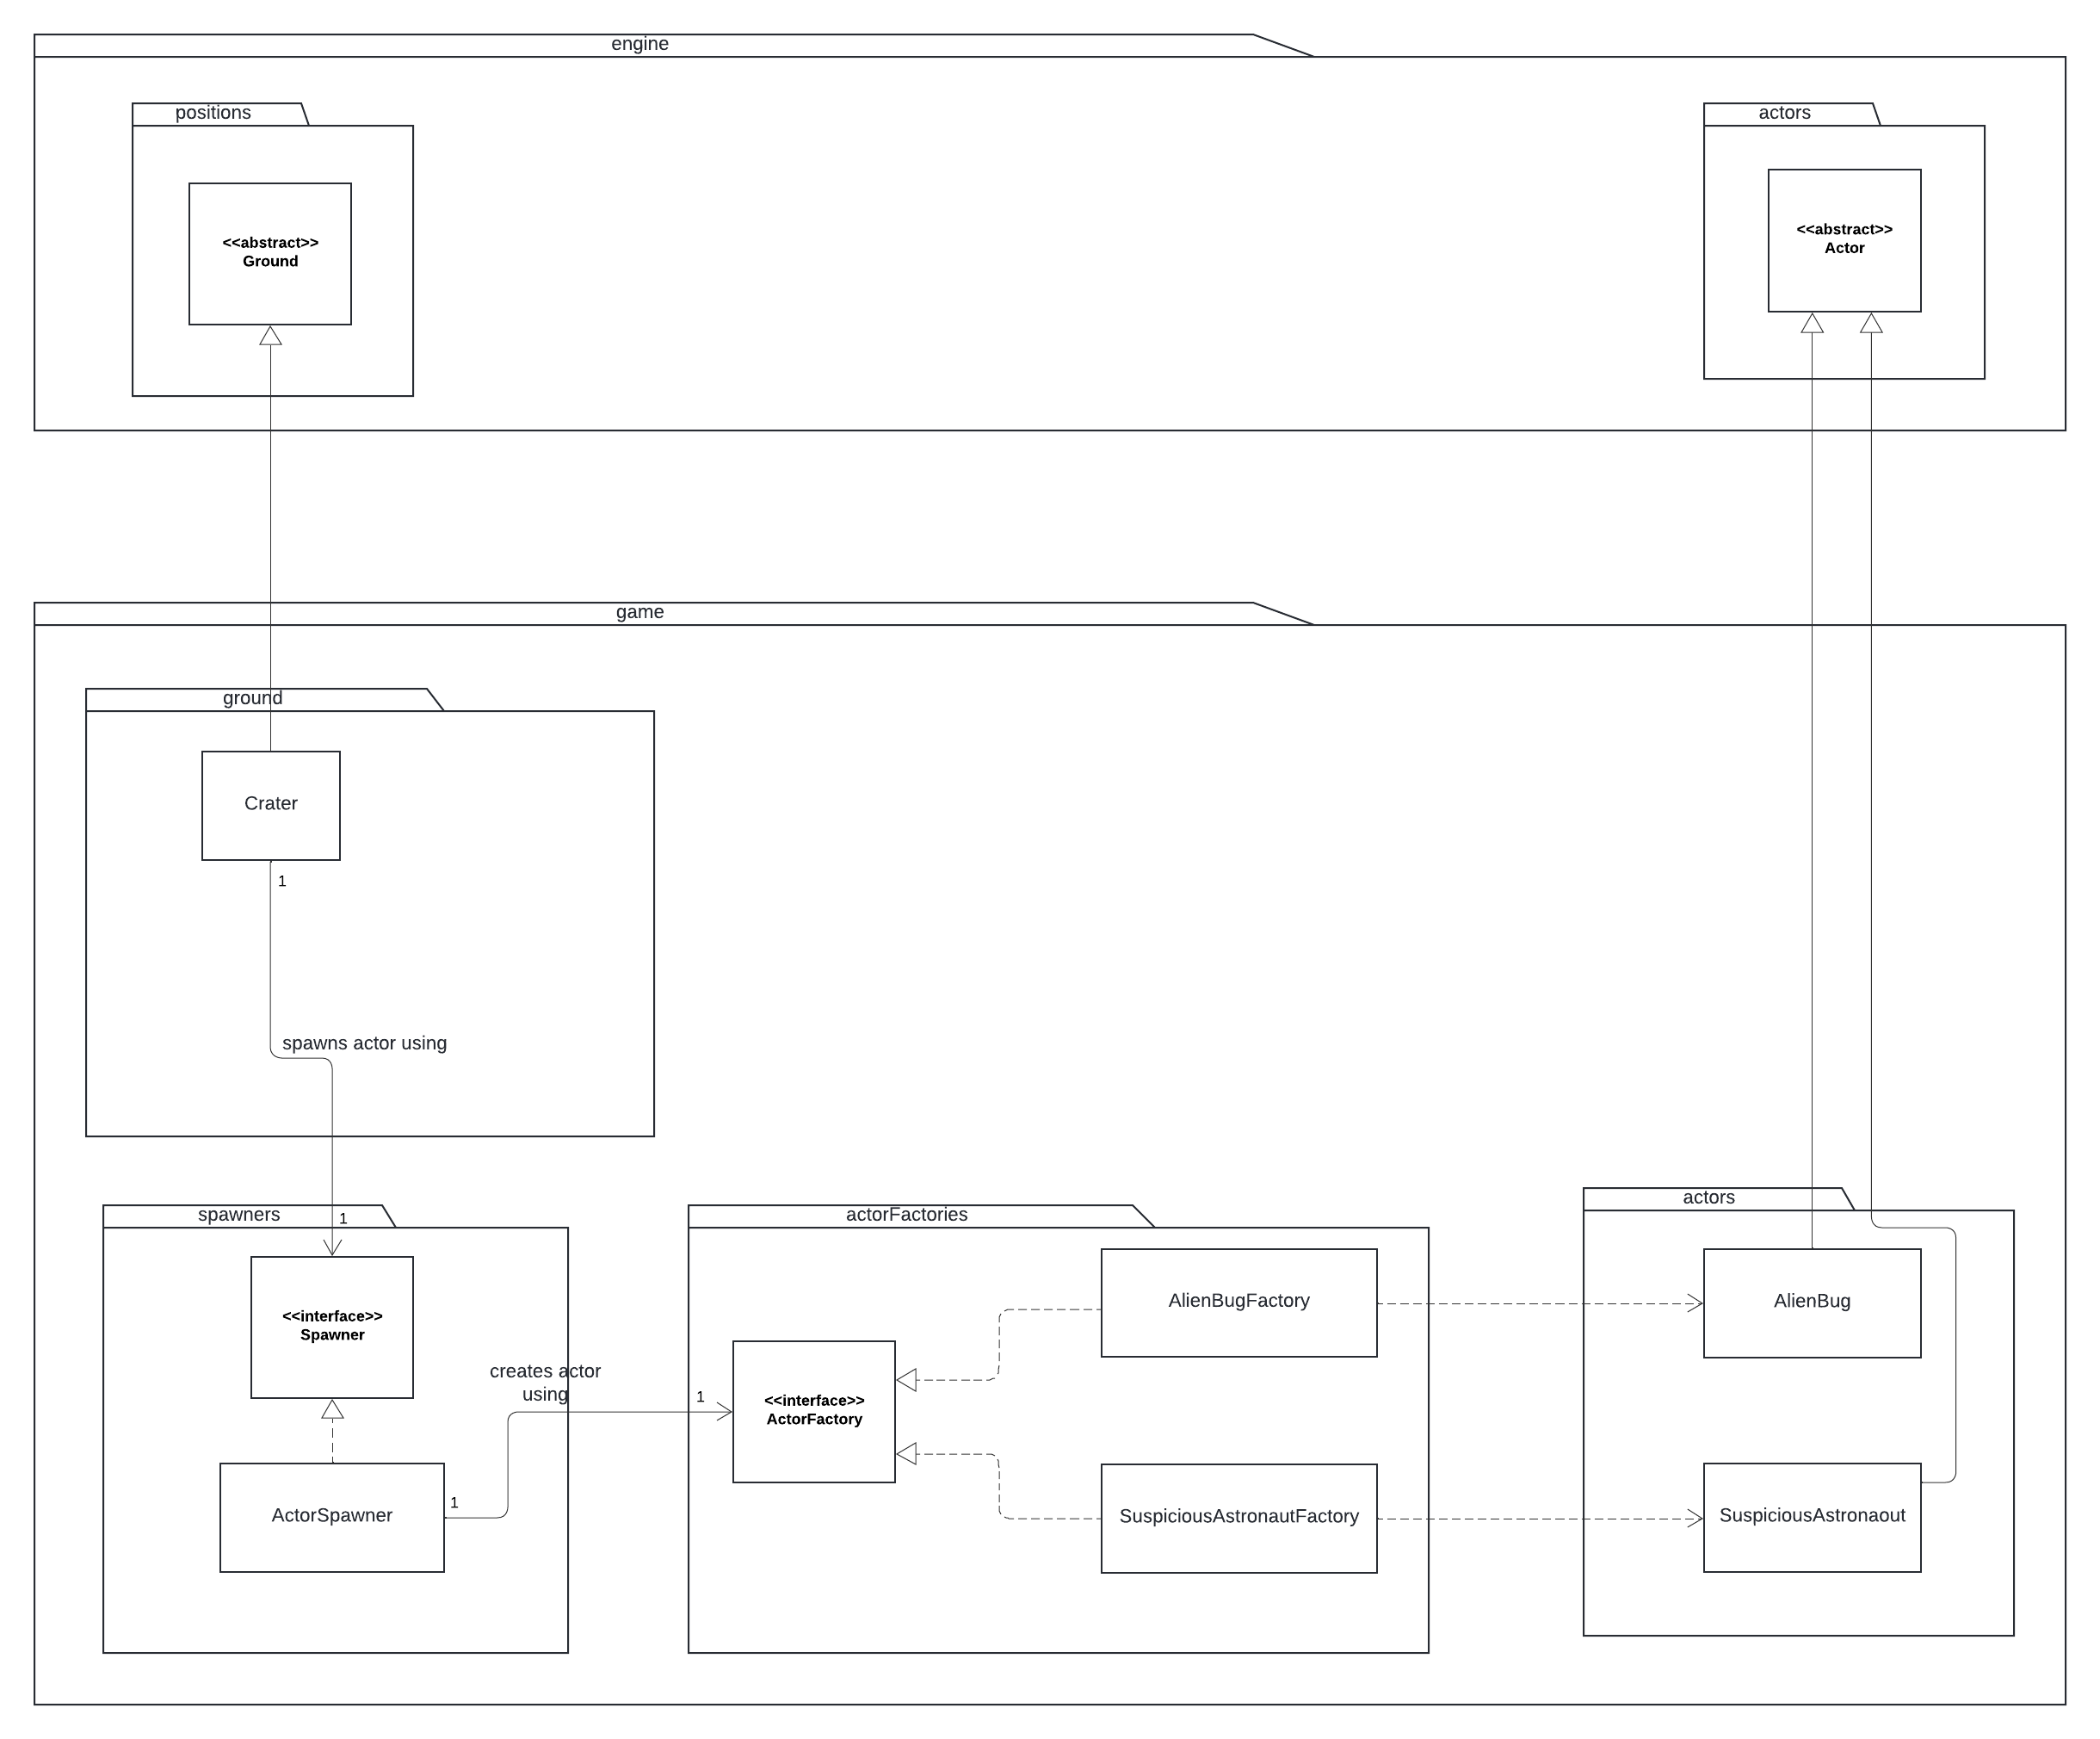 engine
positions
actors
<<abstract>>
Ground
<<abstract>>
Actor
game
ground
Crater
1
spawns actor using
spawners
1
actorFactories
actors
<<interface>>
Spawner
AlienBugFactory
AlienBug
creates actor
using
1
<<interface>>
ActorFactory
ActorSpawner
1
SuspiciousAstronautFactory
SuspiciousAstronaout